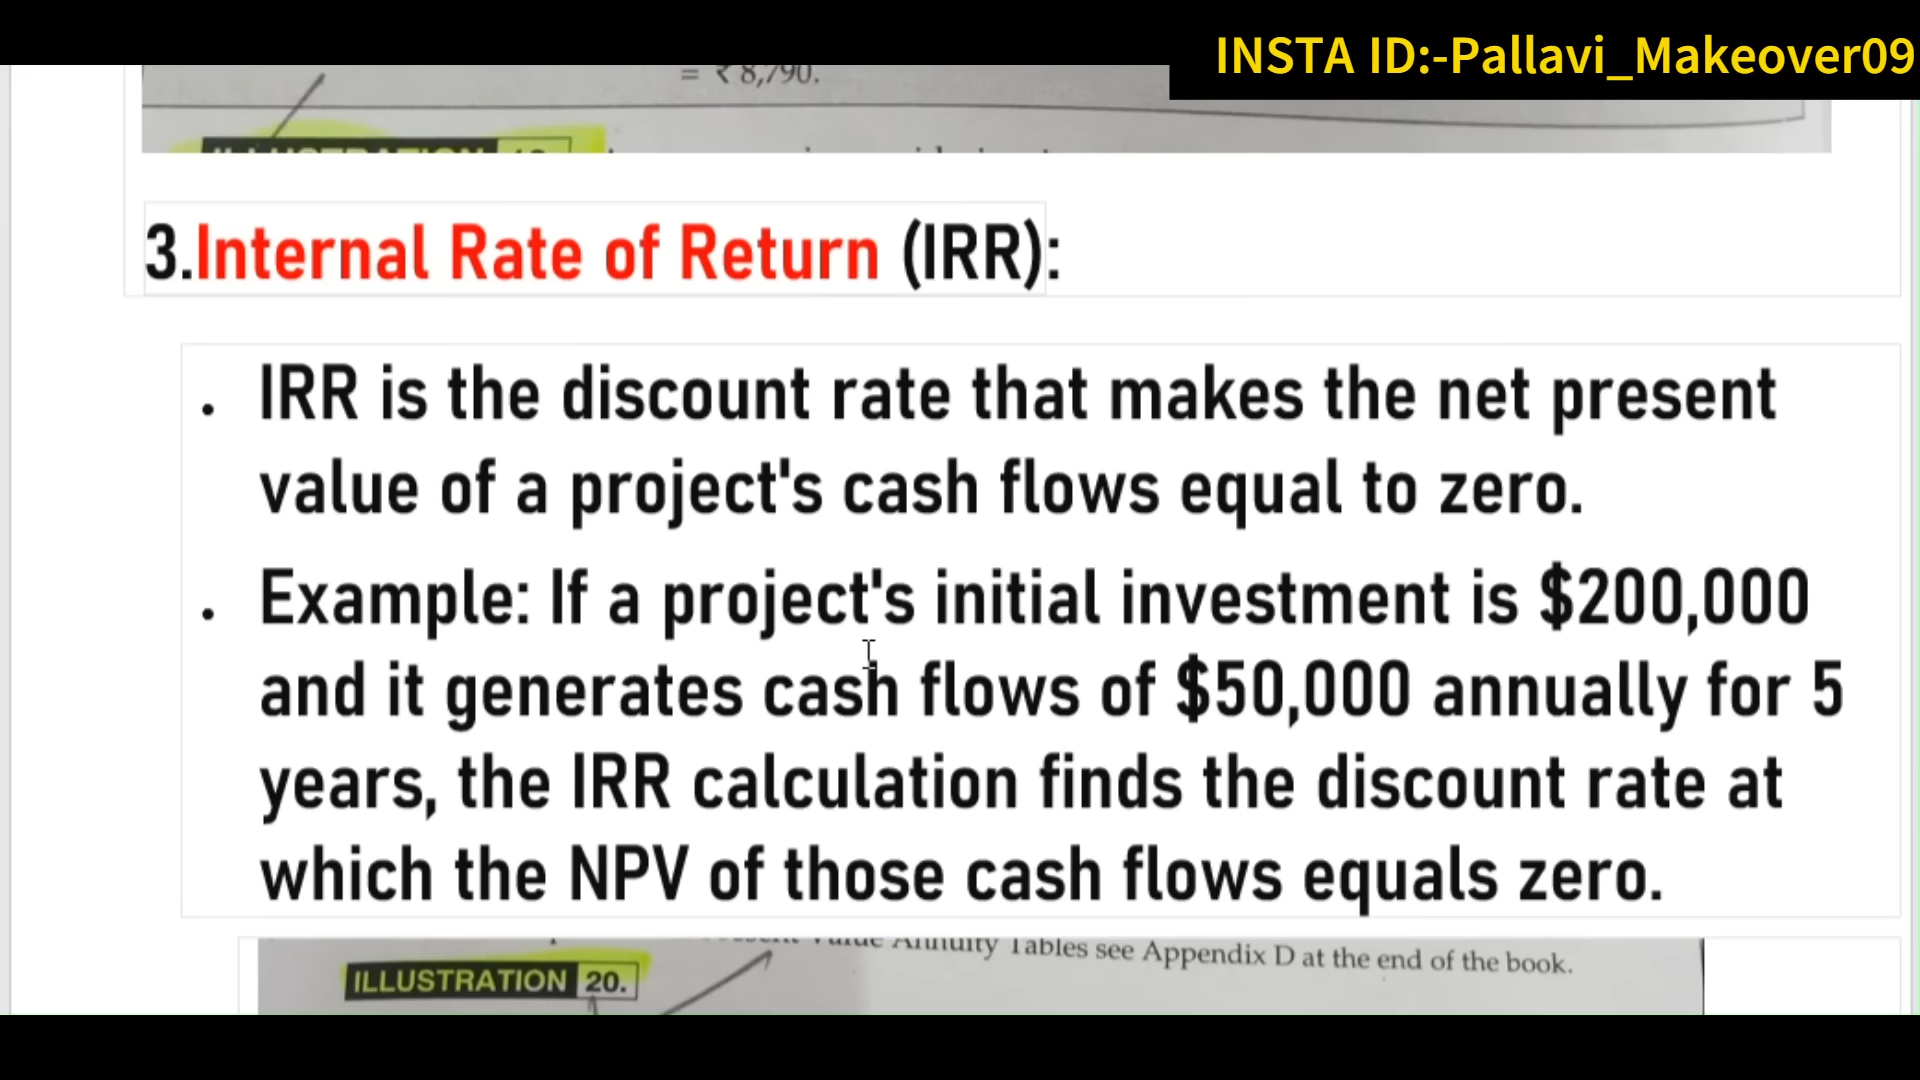 INSTA ID:-Pallavi_Makeover09
= ₹ 8,790.
3.Internal Rate of Return (IRR):
• IRR is the discount rate that makes the net present
value of a project's cash flows equal to zero.
• Example: If a project's initial investment is $200,000
and it generates cash flows of $50,000 annually for 5
years, the IRR calculation finds the discount rate at
which the NPV of those cash flows equals zero.
Value Annuity Tables see Appendix D at the end of the book.
ILLUSTRATION 20.